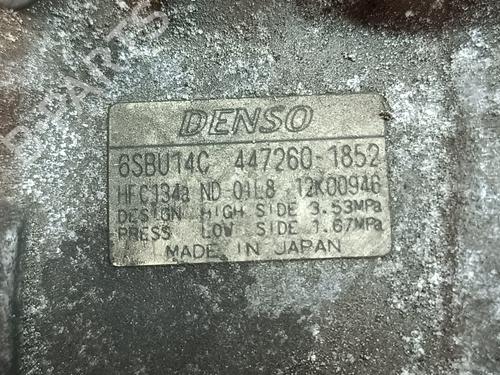 B-PARTS
DENSO
6SBU14C 447260-1852
HFC134a ND-OIL8 12K00946
DESIGN HIGH SIDE 3.53MPa
PRESS LOW SIDE 1.67MPa
MADE IN JAPAN